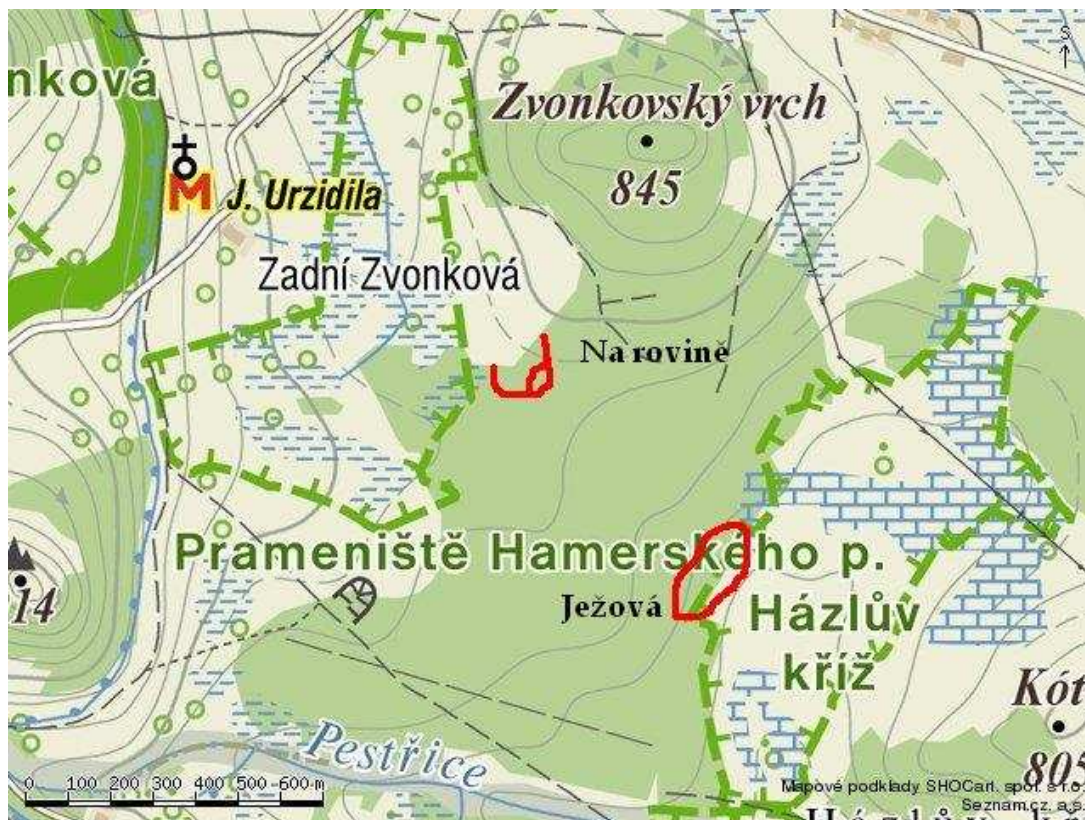 nková
S
Zvonkovský vrch
845
M J. Urzidila
Zadní Zvonková
Na rovině
Prameniště Hamerského p.
14
Ježová
Házlův
kříž
Kót
805
Pestřice
0 100 200 300 400 500 600 m
Mapové podklady SHOCart. spol. s r.o.
Seznam.cz. a.s.